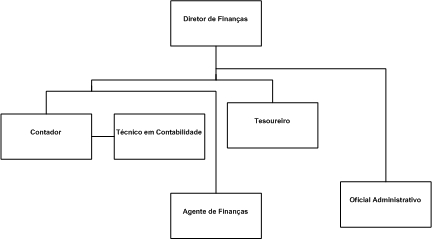 Diretor de Finanças
Tesoureiro
Contador
Técnico em Contabilidade
Agente de Finanças
Oficial Administrativo